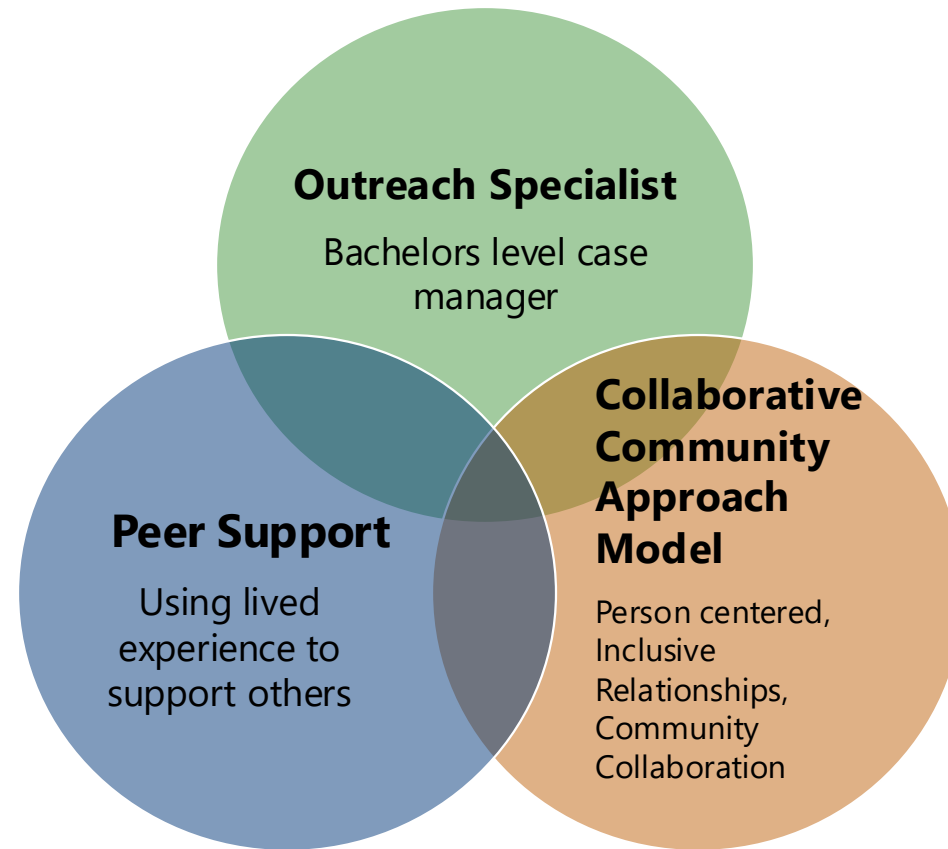 Outreach Specialist
Bachelors level case
manager
Peer Support
Using lived
experience to
support others
Collaborative
Community
Approach
Model
Person centered,
Inclusive
Relationships,
Community
Collaboration